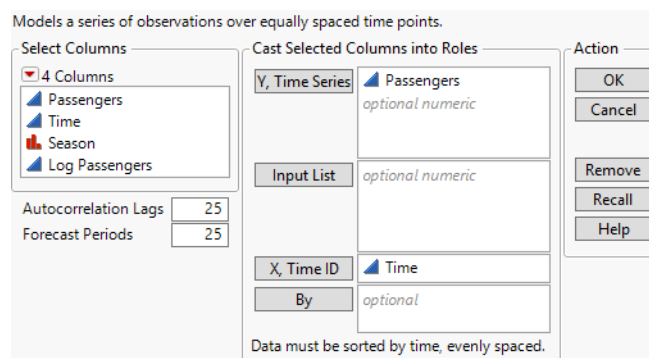 Models a series of observations over equally spaced time points.
Select Columns
4 Columns
Passengers
Time
Season
Log Passengers
Autocorrelation Lags 25
Forecast Periods 25
Cast Selected Columns into Roles
Y, Time Series Passengers
optional numeric
Input List optional numeric
X, Time ID Time
By optional
Data must be sorted by time, evenly spaced.
Action
OK
Cancel
Remove
Recall
Help